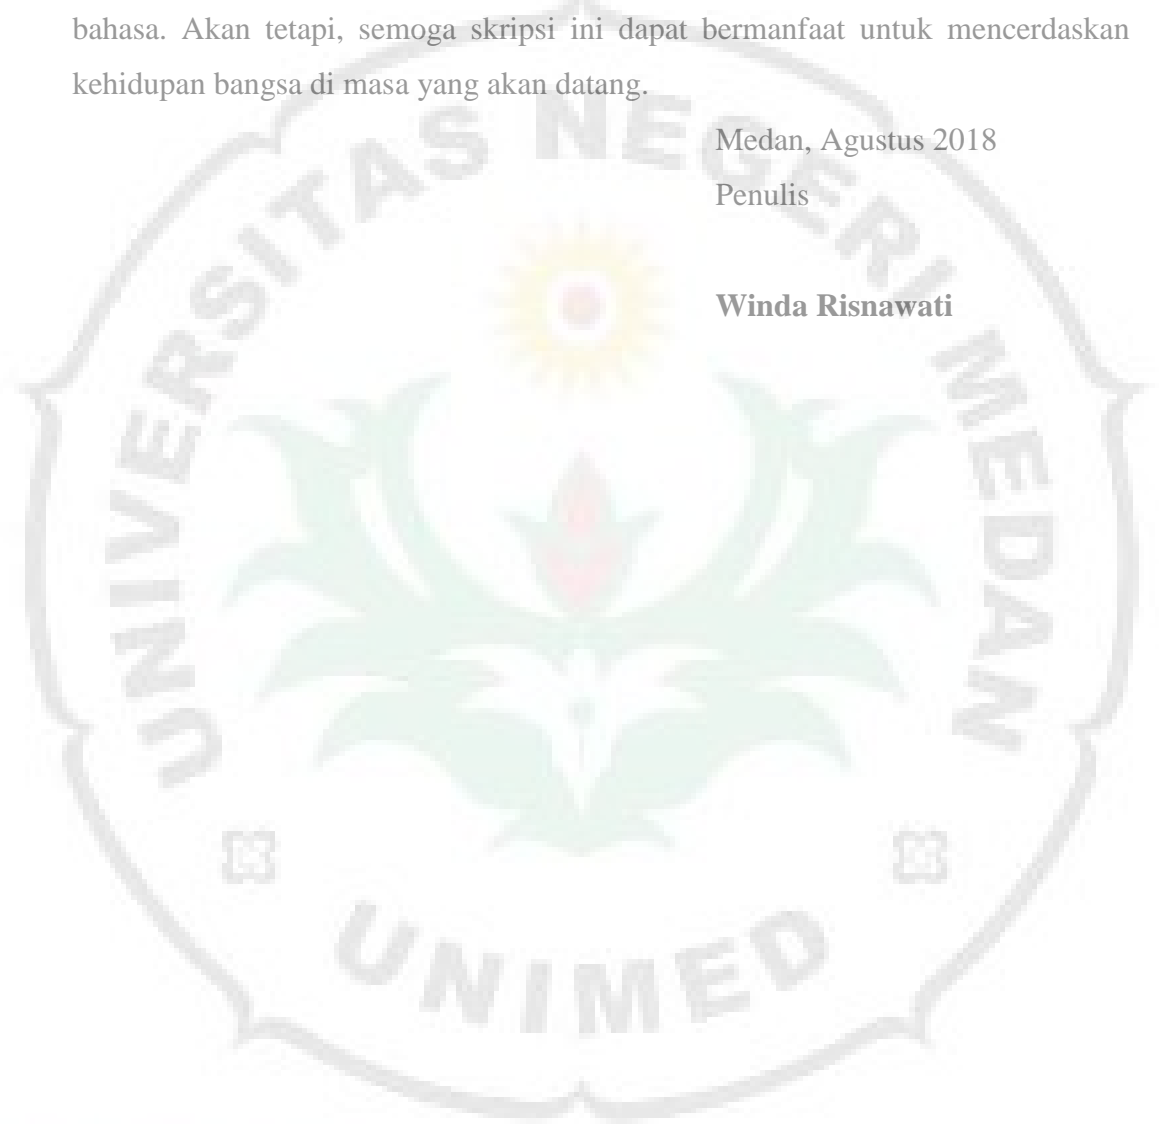 bahasa. Akan tetapi, semoga skripsi ini dapat bermanfaat untuk mencerdaskan
kehidupan bangsa di masa yang akan datang.
Medan, Agustus 2018
Penulis
Winda Risnawati
UNIVERSITAS NEGERI MEDAN
UNIMED